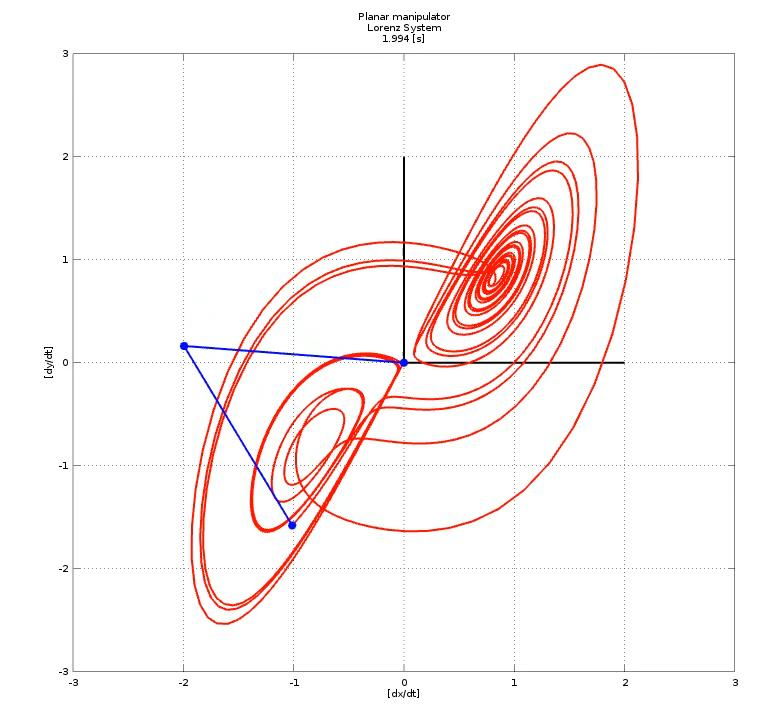 Planar manipulator
Lorenz System
1.994 [s]
3
2
1
0
-1
-2
-3
[dy/dt]
-3 -2 -1 0 1 2 3
[dx/dt]